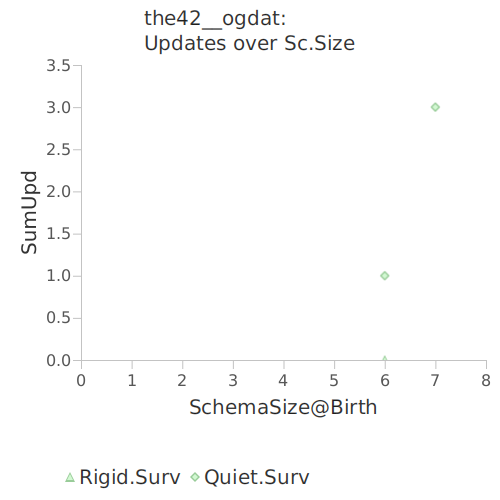 the42__ogdat:
Updates over Sc.Size
3.5
3.0
2.5
2.0
1.5
1.0
0.5
0.0
SumUpd
0 1 2 3 4 5 6 7 8
SchemaSize@Birth
Rigid.Surv Quiet.Surv